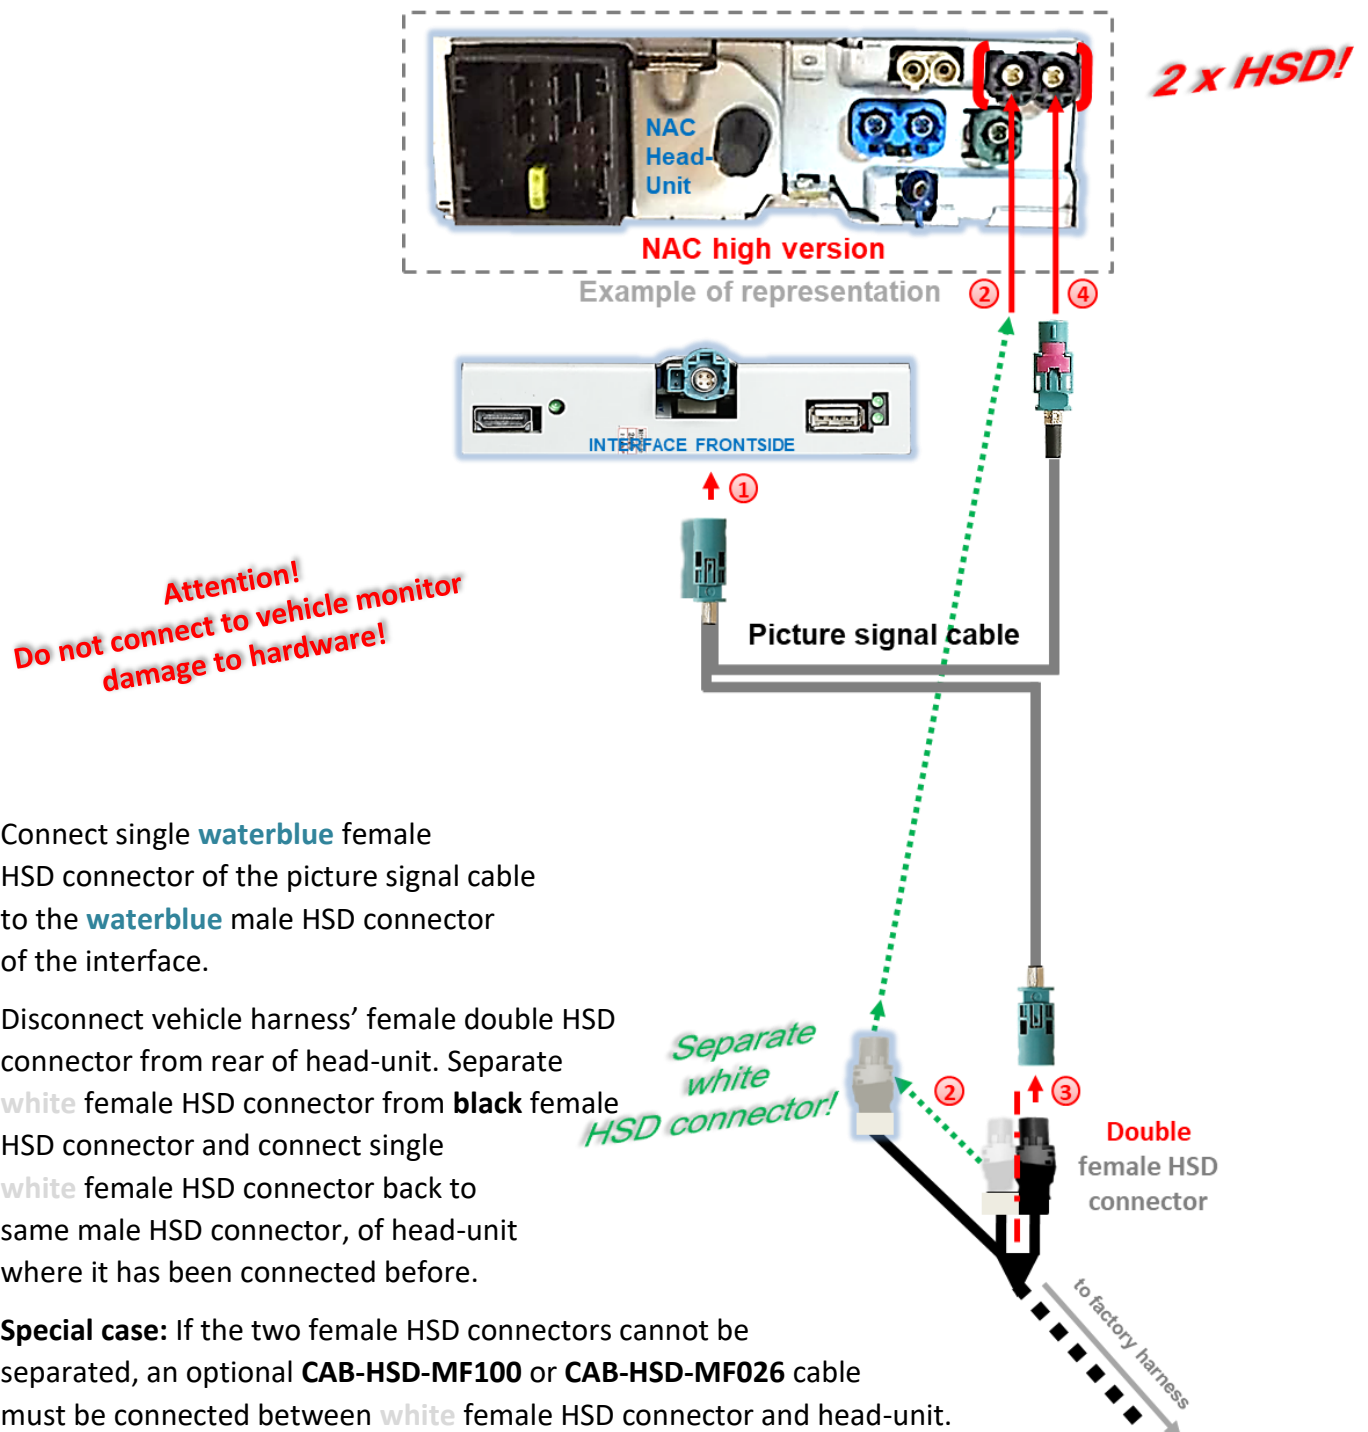 2 x HSD!
NAC
Head-
Unit
NAC high version
Example of representation
2
4
INTERFACE FRONTSIDE
1
Attention!
Do not connect to vehicle monitor
damage to hardware!
Picture signal cable
Connect single waterblue female
HSD connector of the picture signal cable
to the waterblue male HSD connector
of the interface.
Disconnect vehicle harness’ female double HSD
connector from rear of head-unit. Separate
white female HSD connector from black female
HSD connector and connect single
white female HSD connector back to
same male HSD connector, of head-unit
where it has been connected before.
Separate
white
HSD connector!
2
3
Double
female HSD
connector
to factory harness
Special case: If the two female HSD connectors cannot be
separated, an optional CAB-HSD-MF100 or CAB-HSD-MF026 cable
must be connected between white female HSD connector and head-unit.